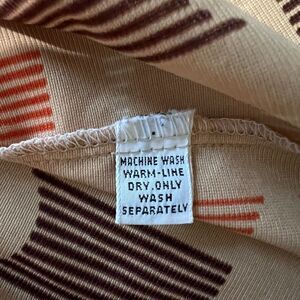 MACHINE WASH
WARM-LINE
DRY, ONLY
WASH
SEPARATELY